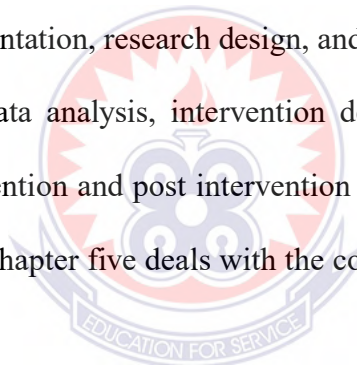 ntation, research design, and
ata analysis, intervention de
ention and post intervention
hapter five deals with the co
EDUCATION FOR SERVICE